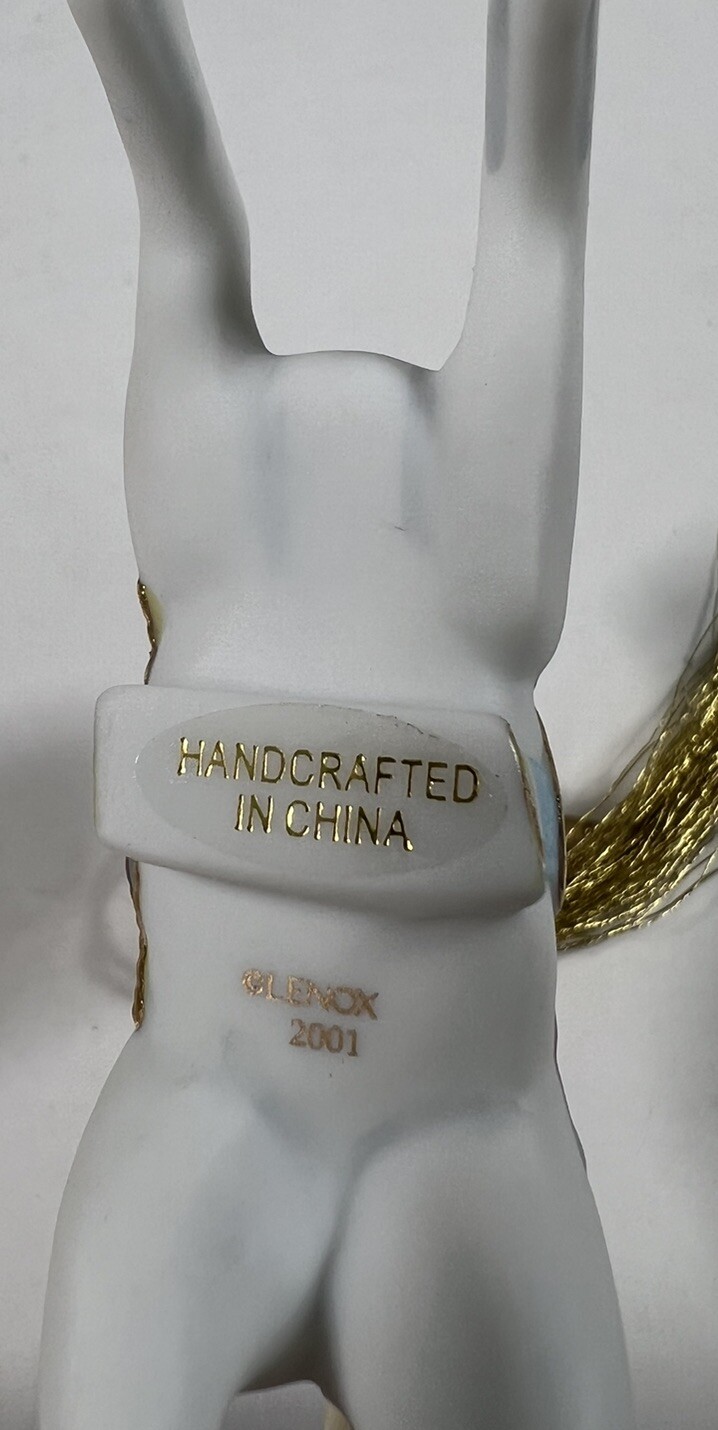 HANDCRAFTED
IN CHINA
©LENOX
2001